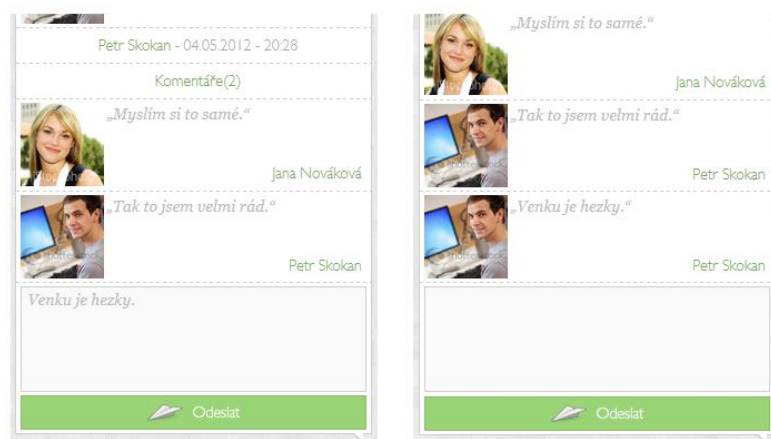 Petr Skokan - 04.05.2012 - 20:28
Komentáře(2)
„Myslím si to samé.“
Jana Nováková
„Tak to jsem velmi rád.“
Petr Skokan
Venku je hezky.
Odeslat
„Myslím si to samé.“
Jana Nováková
„Tak to jsem velmi rád.“
Petr Skokan
„Venku je hezky.“
Petr Skokan
Odeslat